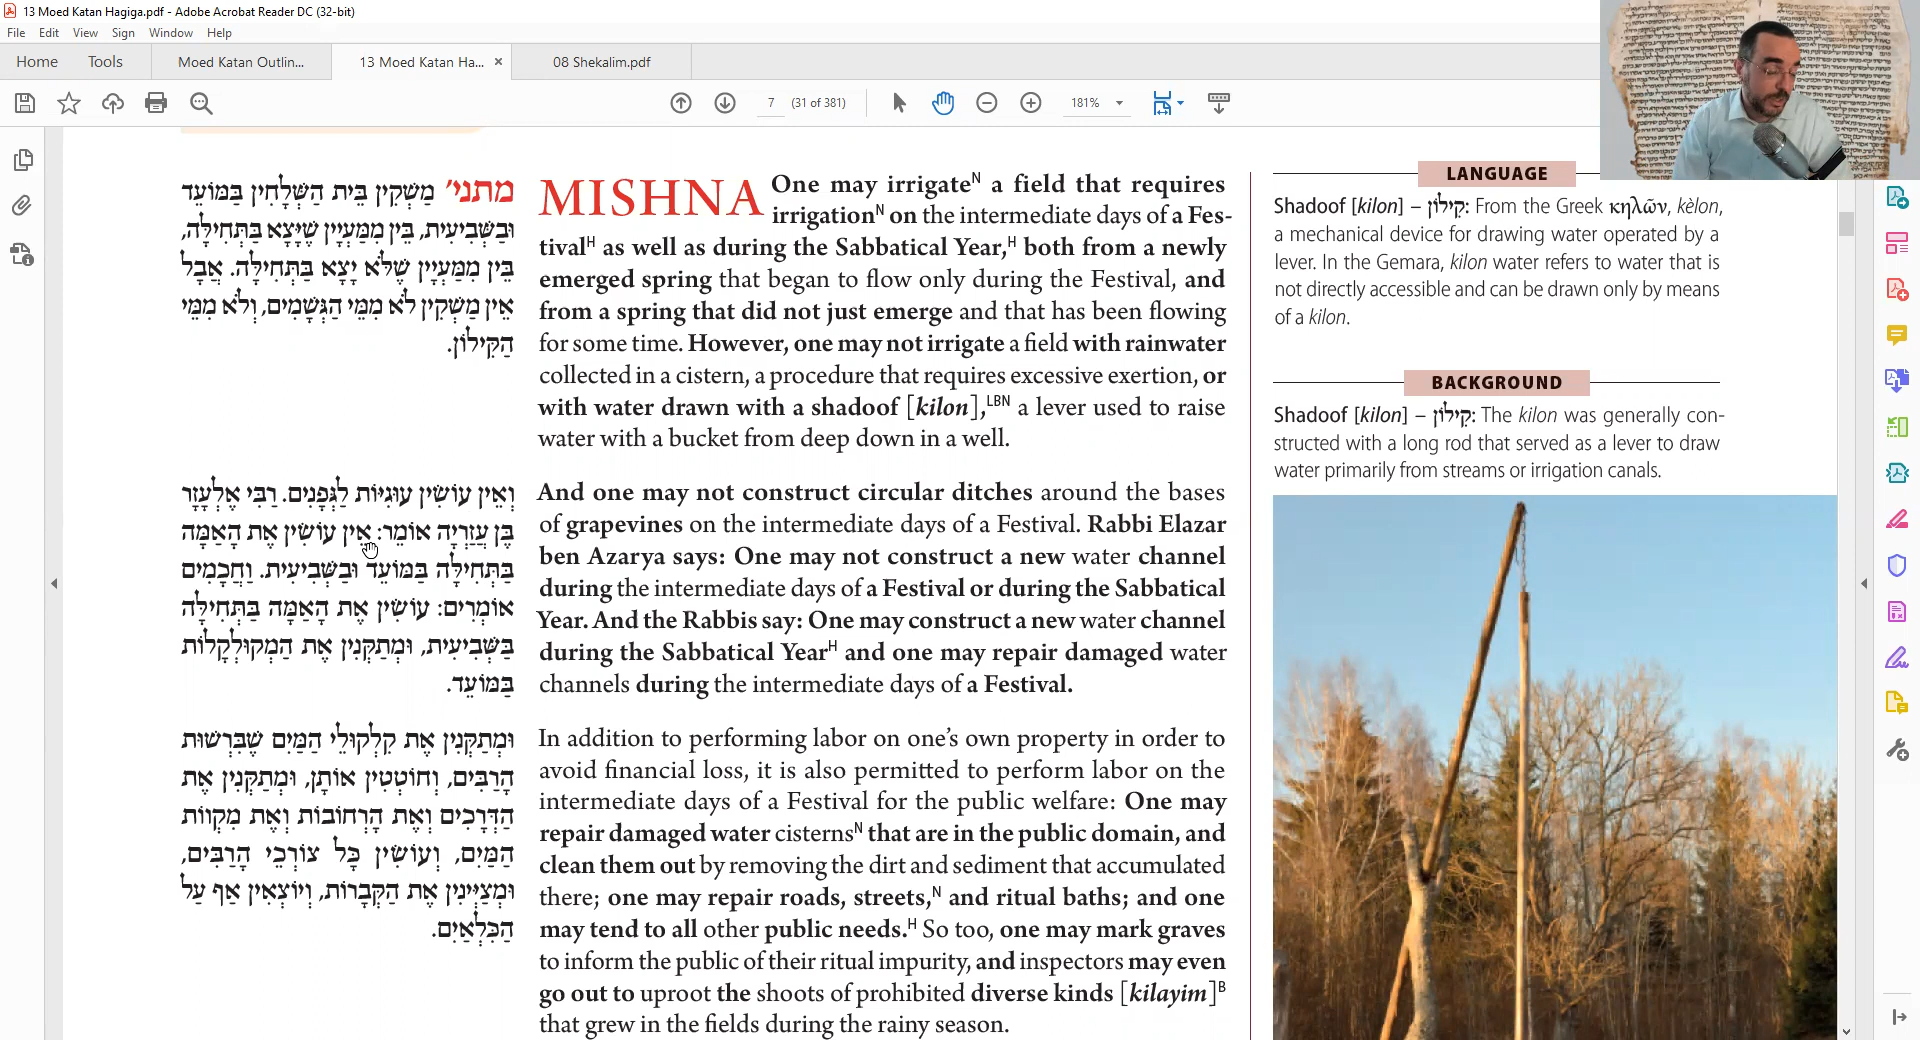 13 Moed Katan Hagiga.pdf - Adobe Acrobat Reader DC (32-bit)
File Edit View Sign Window Help
Home Tools Moed Katan Outlin... 13 Moed Katan Ha... × 08 Shekalim.pdf
7 (31 of 381) 181%
מתני׳ מַשְׁקִין בֵּית הַשְּׁלָחִין בַּמּוֹעֵד
וּבַשְּׁבִיעִית, בֵּין מִמַּעְיָין שֶׁיָּצָא בַּתְּחִילָּה,
בֵּין מִמַּעְיָין שֶׁלֹּא יָצָא בַּתְּחִילָּה. אֲבָל
אֵין מַשְׁקִין לֹא מִמֵּי הַגְּשָׁמִים, וְלֹא מִמֵּי
הַקִּילוֹן.
וְאֵין עוֹשִׂין עוּגִיּוֹת לַגְּפָנִים. רַבִּי אֶלְעָזָר
בֶּן עֲזַרְיָה אוֹמֵר: אֵין עוֹשִׂין אֶת הָאַמָּה
בַּתְּחִילָּה בַּמּוֹעֵד וּבַשְּׁבִיעִית. וַחֲכָמִים
אוֹמְרִים: עוֹשִׂין אֶת הָאַמָּה בַּתְּחִילָּה
בַּשְּׁבִיעִית, וּמְתַקְּנִין אֶת הַמְקוּלְקָלוֹת
בַּמּוֹעֵד.
וּמְתַקְּנִין אֶת קִלְקוּלֵי הַמַּיִם שֶׁבִּרְשׁוּת
הָרַבִּים, וְחוֹטְטִין אוֹתָן, וּמְתַקְּנִין אֶת
הַדְּרָכִים וְאֶת הָרְחוֹבוֹת וְאֶת מִקְווֹת
הַמַּיִם, וְעוֹשִׂין כׇּל צוֹרְכֵי הָרַבִּים,
וּמְצַיְּינִין אֶת הַקְּבָרוֹת, וְיוֹצְאִין אַף עַל
הַכִּלְאַיִם.
MISHNA One may irrigateᴺ a field that requires
irrigationᴺ on the intermediate days of a Fes-
tivalᴴ as well as during the Sabbatical Year,ᴴ both from a newly
emerged spring that began to flow only during the Festival, and
from a spring that did not just emerge and that has been flowing
for some time. However, one may not irrigate a field with rainwater
collected in a cistern, a procedure that requires excessive exertion, or
with water drawn with a shadoof [kilon],ᴸᴮᴺ a lever used to raise
water with a bucket from deep down in a well.
And one may not construct circular ditches around the bases
of grapevines on the intermediate days of a Festival. Rabbi Elazar
ben Azarya says: One may not construct a new water channel
during the intermediate days of a Festival or during the Sabbatical
Year. And the Rabbis say: One may construct a new water channel
during the Sabbatical Yearᴴ and one may repair damaged water
channels during the intermediate days of a Festival.
In addition to performing labor on one's own property in order to
avoid financial loss, it is also permitted to perform labor on the
intermediate days of a Festival for the public welfare: One may
repair damaged water cisternsᴺ that are in the public domain, and
clean them out by removing the dirt and sediment that accumulated
there; one may repair roads, streets,ᴺ and ritual baths; and one
may tend to all other public needs.ᴴ So too, one may mark graves
to inform the public of their ritual impurity, and inspectors may even
go out to uproot the shoots of prohibited diverse kinds [kilayim]ᴮ
that grew in the fields during the rainy season.
LANGUAGE
Shadoof [kilon] – קִילוֹן: From the Greek κηλῶν, kèlon,
a mechanical device for drawing water operated by a
lever. In the Gemara, kilon water refers to water that is
not directly accessible and can be drawn only by means
of a kilon.
BACKGROUND
Shadoof [kilon] – קִילוֹן: The kilon was generally con-
structed with a long rod that served as a lever to draw
water primarily from streams or irrigation canals.